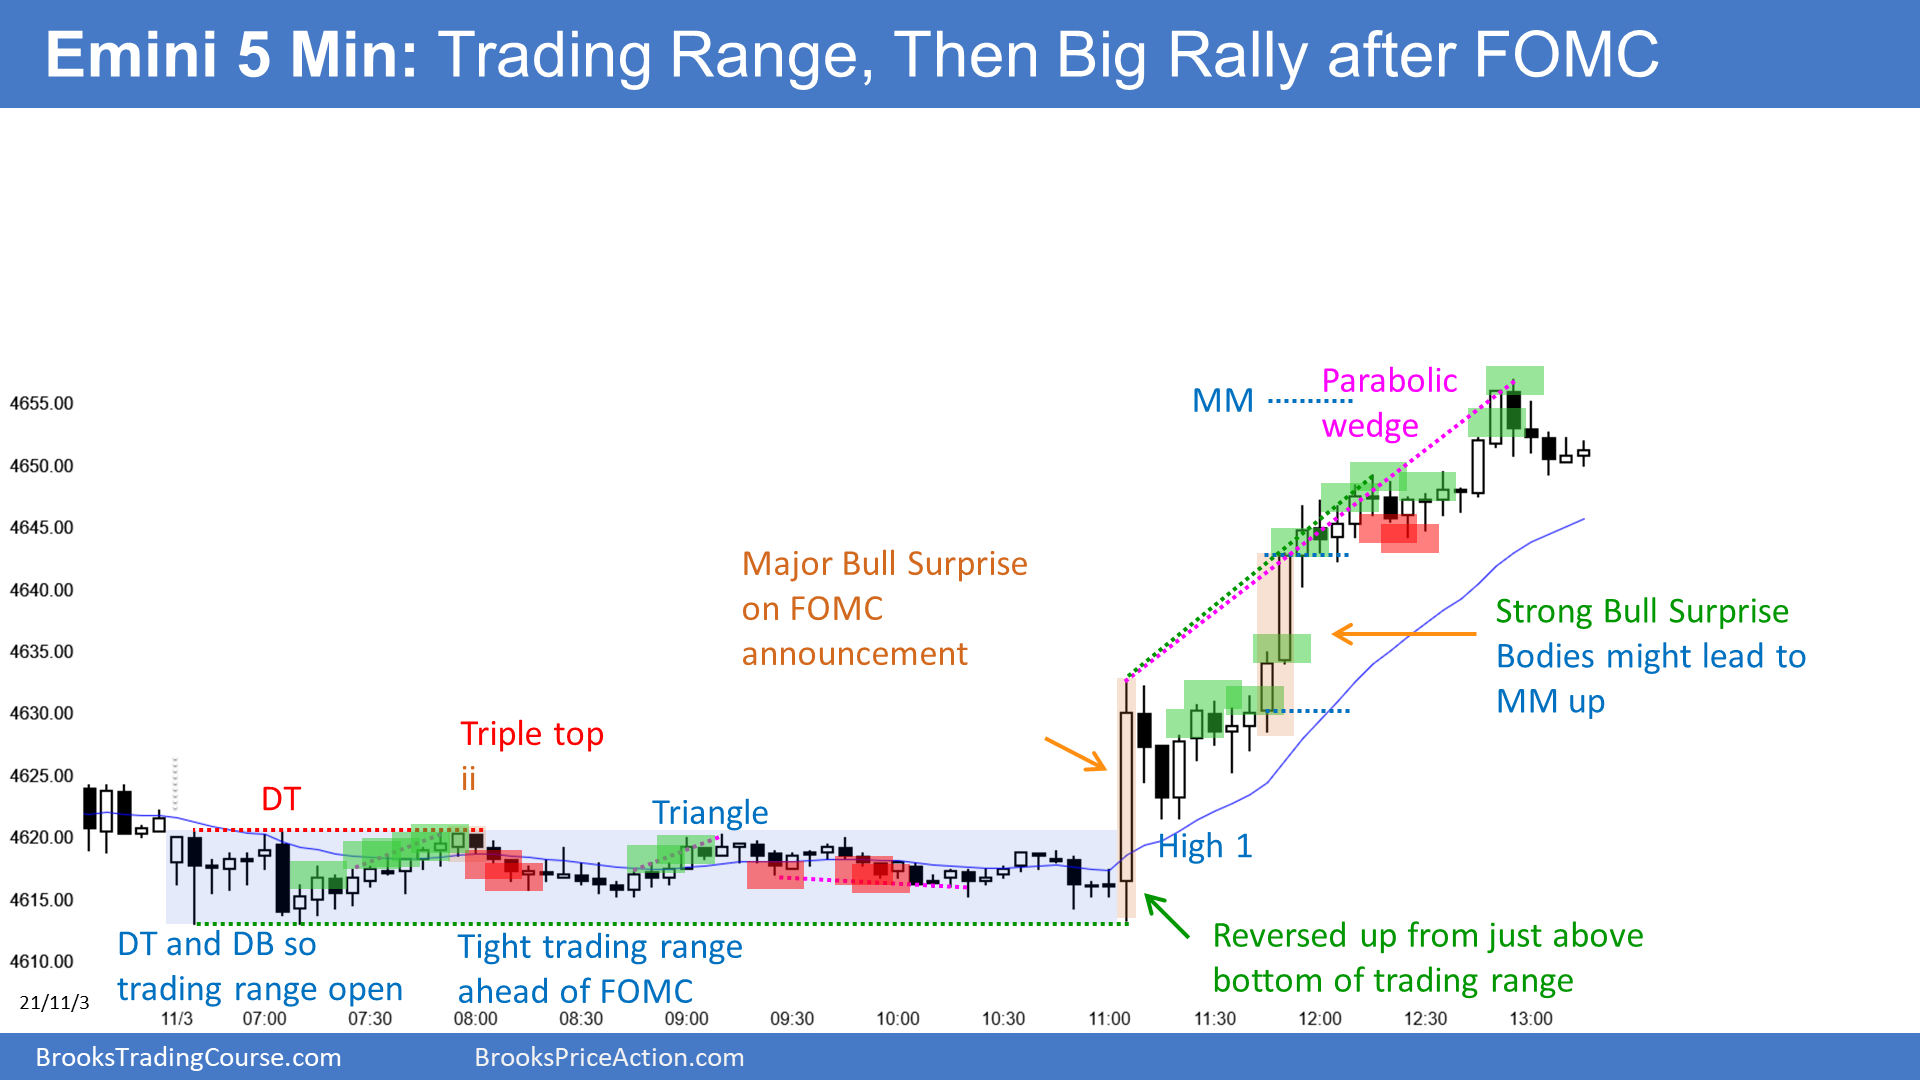 Emini 5 Min: Trading Range, Then Big Rally after FOMC
MM
Parabolic
wedge
4655.00
4650.00
4645.00
4640.00
4635.00
4630.00
4625.00
4620.00
4615.00
4610.00
Major Bull Surprise
on FOMC
announcement
Strong Bull Surprise
Bodies might lead to
MM up
Triple top
ii
DT
Triangle
High 1
DT and DB so
trading range open
Tight trading range
ahead of FOMC
Reversed up from just above
bottom of trading range
21/11/3
11/3 07:00 07:30 08:00 08:30 09:00 09:30 10:00 10:30 11:00 11:30 12:00 12:30 13:00
BrooksTradingCourse.com
BrooksPriceAction.com